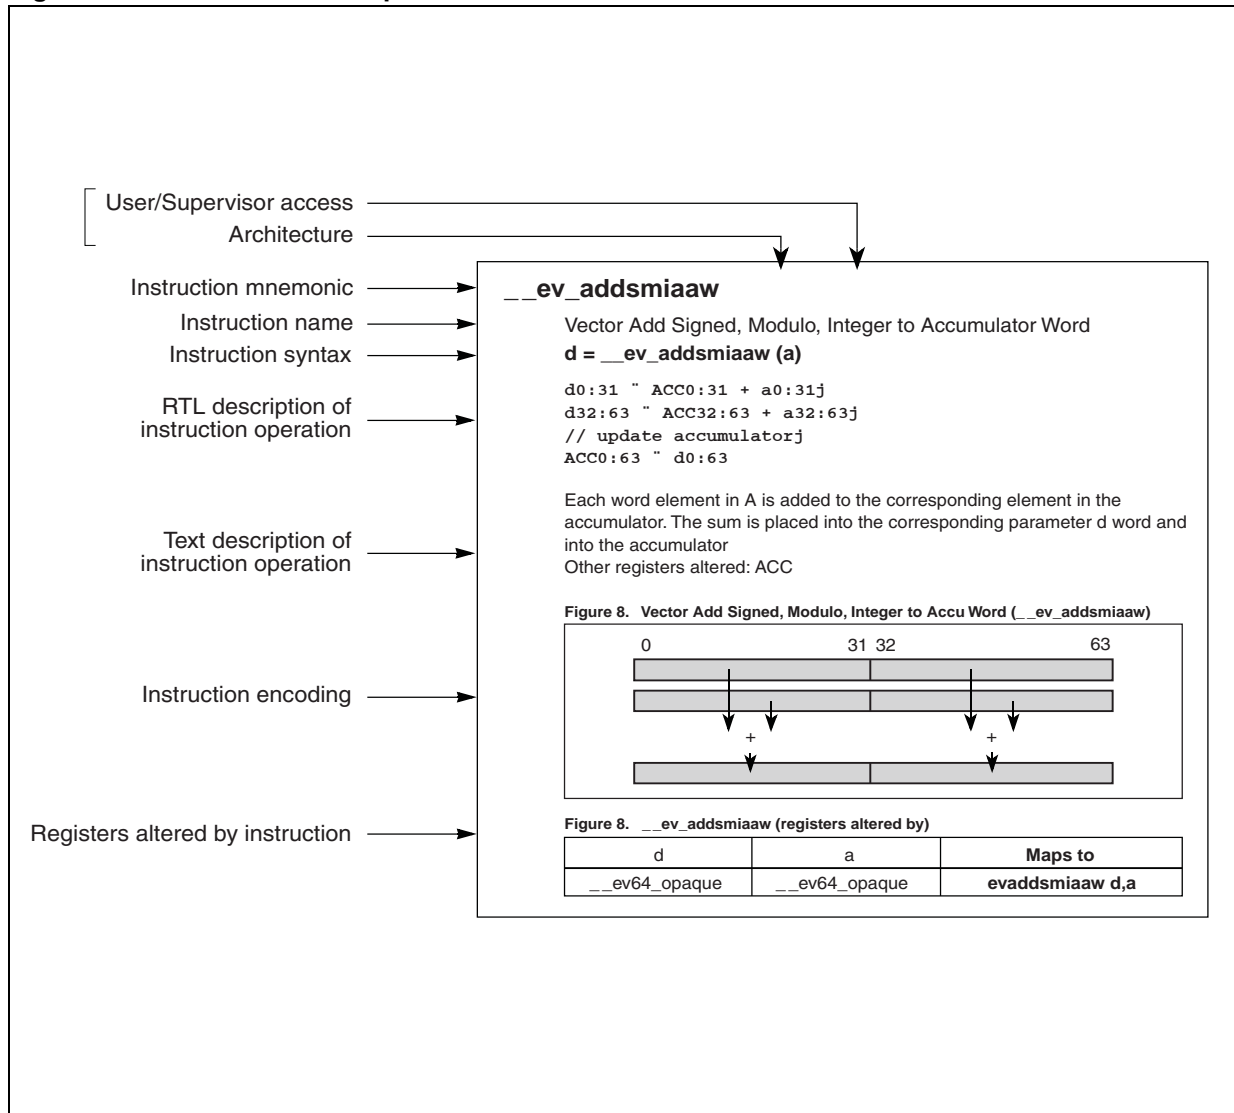 User/Supervisor access
Architecture
Instruction mnemonic
__ev_addsmiaaw
Instruction name
Vector Add Signed, Modulo, Integer to Accumulator Word
Instruction syntax
d = __ev_addsmiaaw (a)
RTL description of
instruction operation
d0:31 ¨ ACC0:31 + a0:31j
d32:63 ¨ ACC32:63 + a32:63j
// update accumulatorj
ACC0:63 ¨ d0:63
Text description of
instruction operation
Each word element in A is added to the corresponding element in the
accumulator. The sum is placed into the corresponding parameter d word and
into the accumulator
Other registers altered: ACC
Figure 8. Vector Add Signed, Modulo, Integer to Accu Word (__ev_addsmiaaw)
Instruction encoding
0 31 32 63
+ +
Registers altered by instruction
Figure 8. __ev_addsmiaaw (registers altered by)
d a Maps to
__ev64_opaque __ev64_opaque evaddsmiaaw d,a